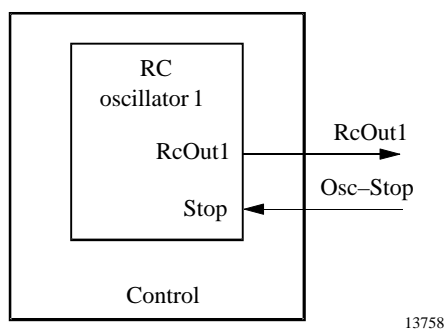 RC
oscillator 1
RcOut1
RcOut1
Osc–Stop
Stop
Control
13758